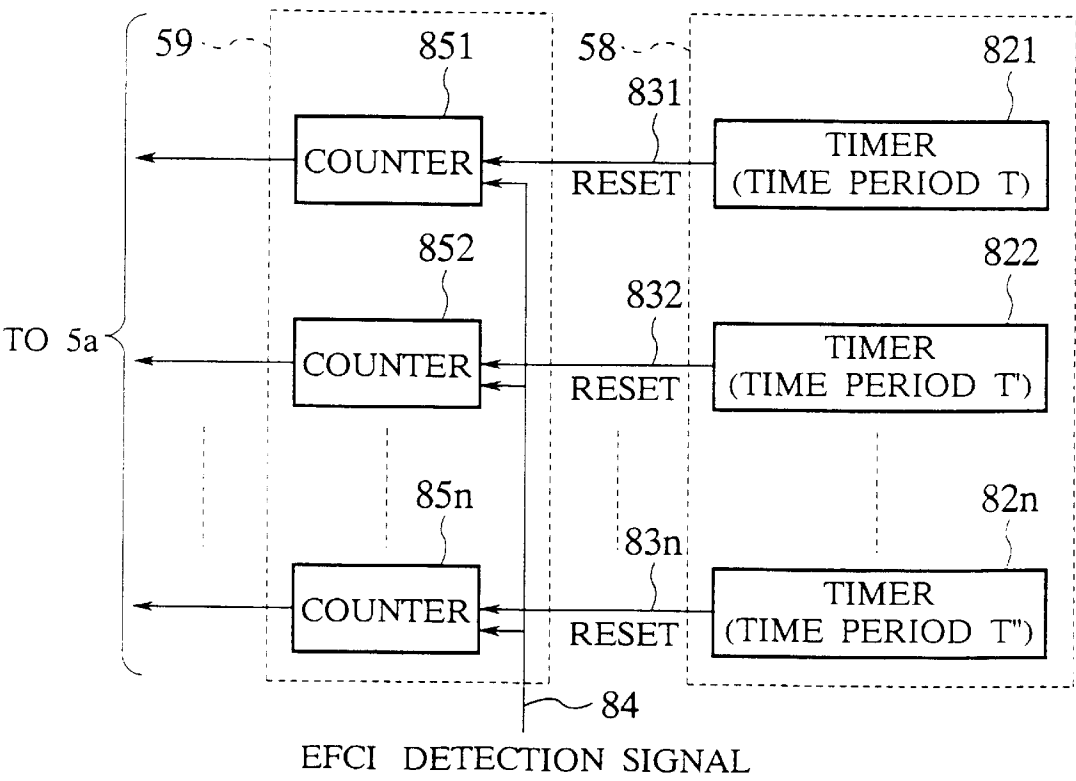 59
851
58
821
831
COUNTER
RESET
TIMER
(TIME PERIOD T)
852
822
832
TO 5a
COUNTER
RESET
TIMER
(TIME PERIOD T')
85n
82n
83n
COUNTER
RESET
TIMER
(TIME PERIOD T")
84
EFCI DETECTION SIGNAL